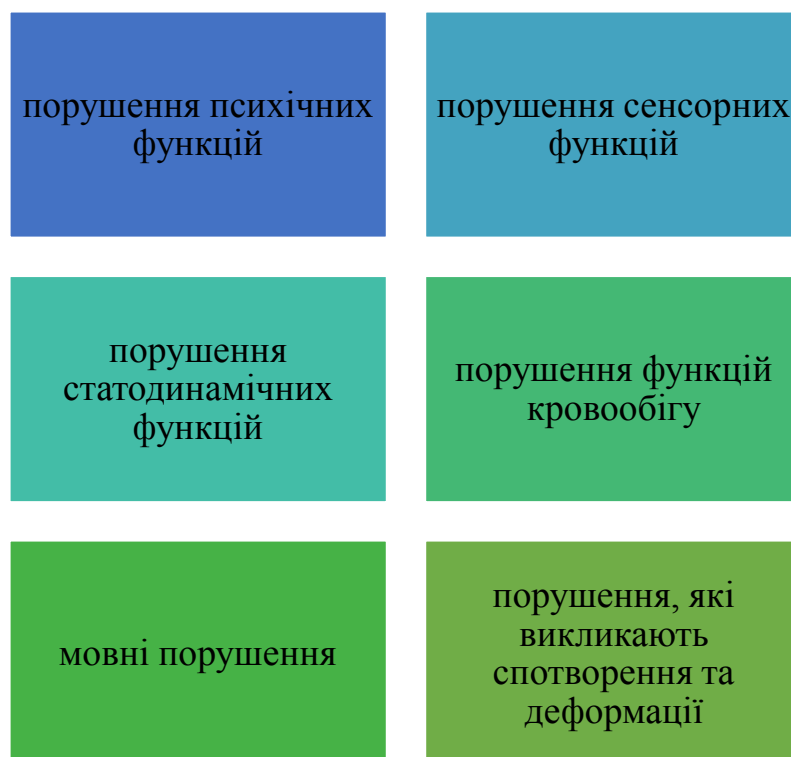 порушення психічних
функцій
порушення сенсорних
функцій
порушення
статодинамічних
функцій
порушення функцій
кровообігу
мовні порушення
порушення, які
викликають
спотворення та
деформації